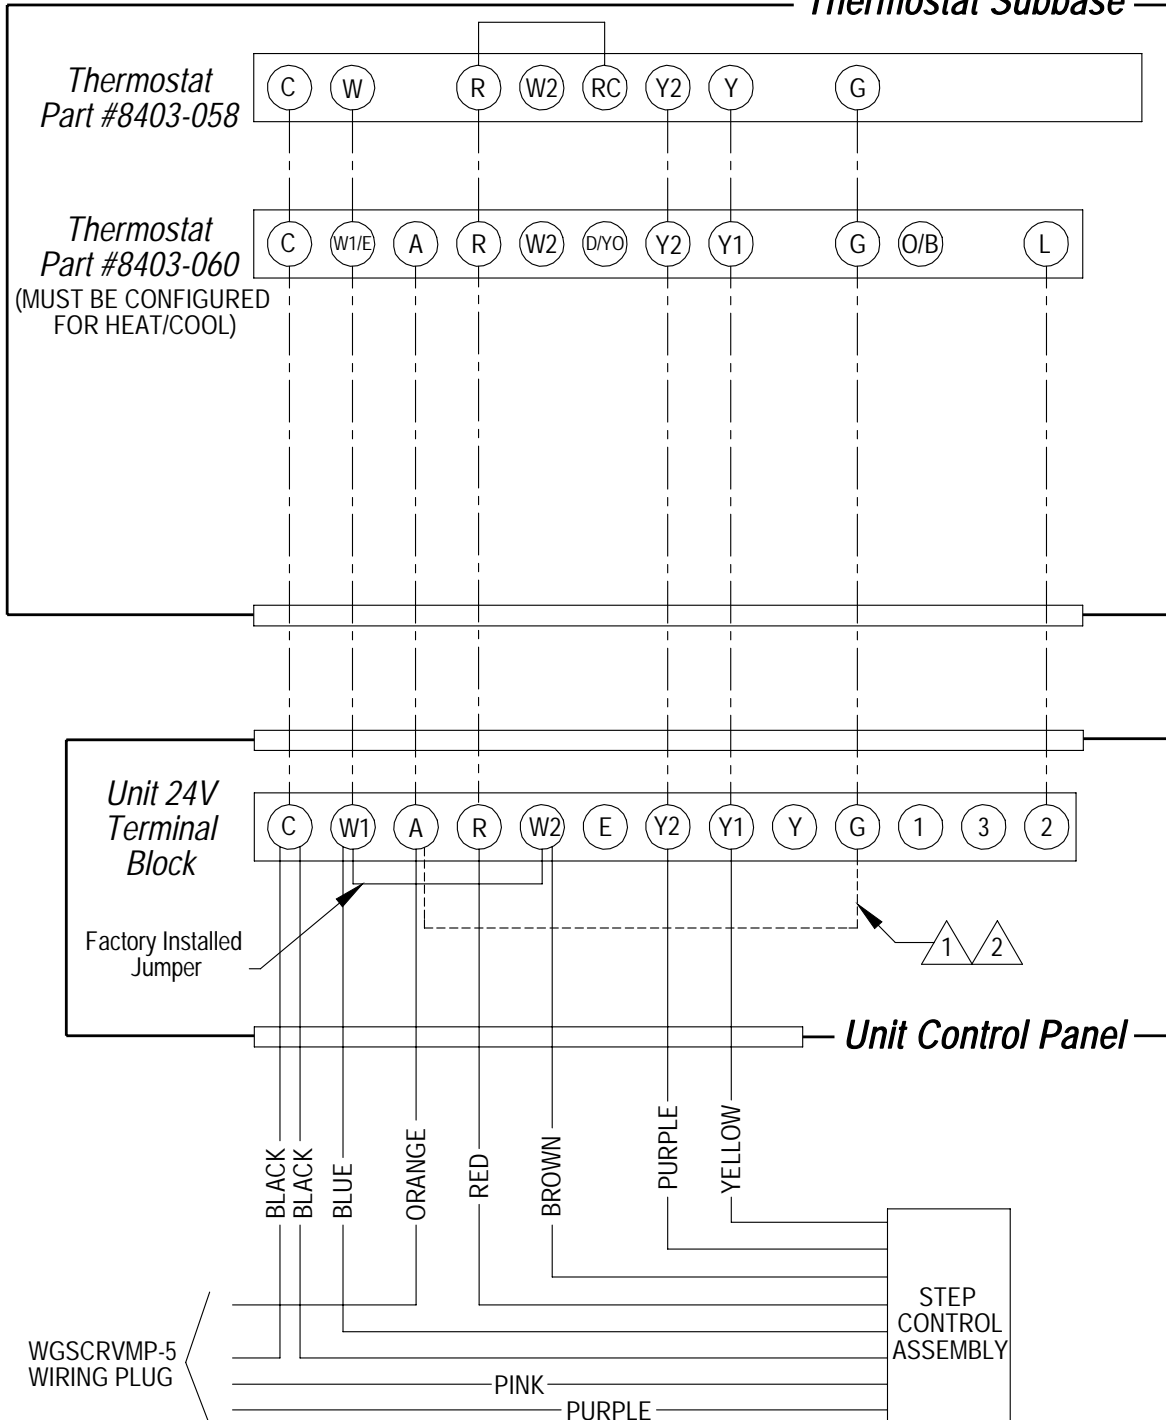 Thermostat Subbase
Thermostat
Part #8403-058
C W R W2 RC Y2 Y G
Thermostat
Part #8403-060
(MUST BE CONFIGURED
FOR HEAT/COOL)
C W1/E A R W2 D/YO Y2 Y1 G O/B L
Unit 24V
Terminal
Block
C W1 A R W2 E Y2 Y1 Y G 1 3 2
Factory Installed
Jumper
1 2
Unit Control Panel
BLACK
BLACK
BLUE
ORANGE
RED
BROWN
PURPLE
YELLOW
STEP
CONTROL
ASSEMBLY
WGSCRVMP-5
WIRING PLUG
PINK
PURPLE